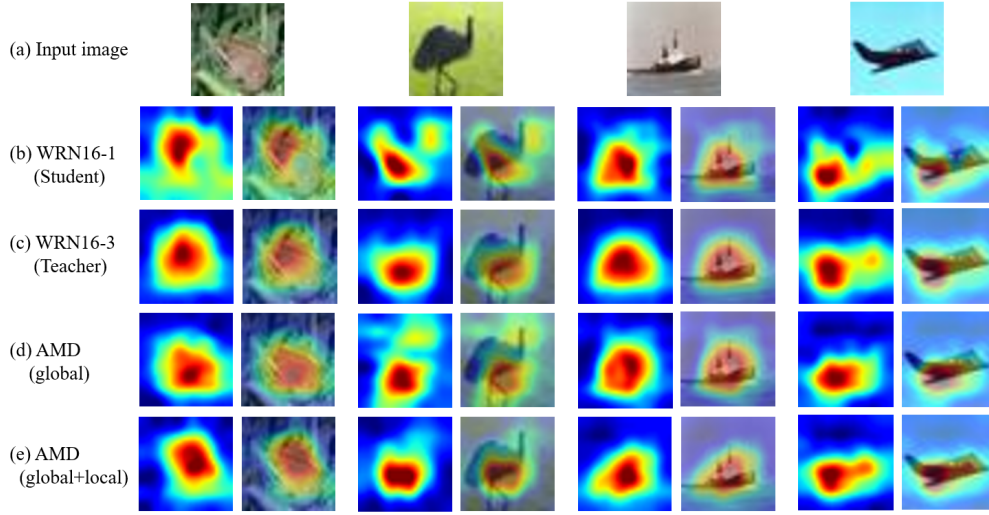 (a) Input image
(b) WRN16-1
(Student)
(c) WRN16-3
(Teacher)
(d) AMD
(global)
(e) AMD
(global+local)